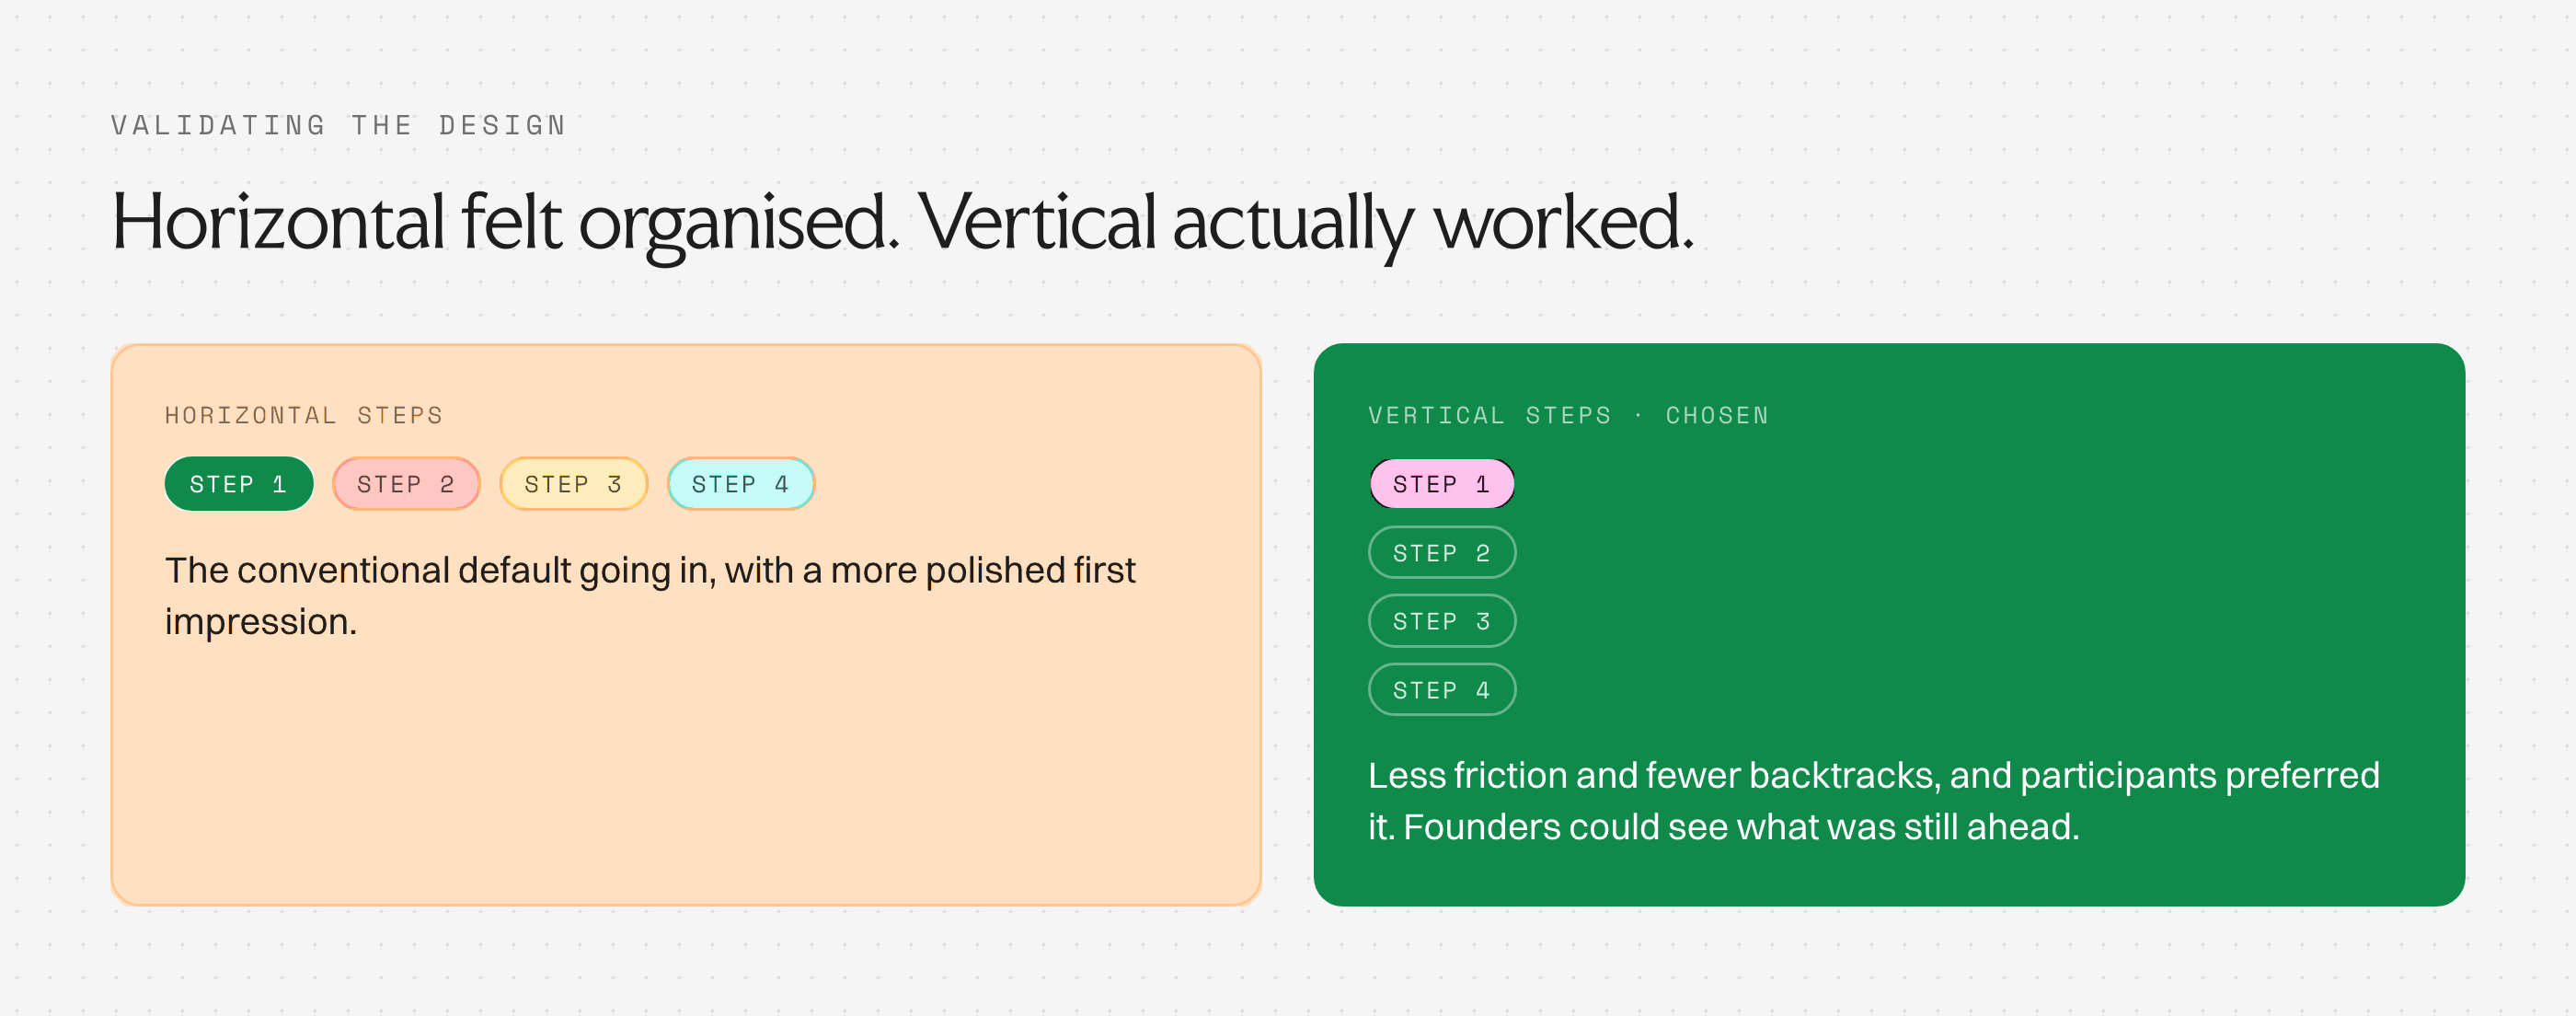 VALIDATING THE DESIGN
Horizontal felt organised. Vertical actually worked.
HORIZONTAL STEPS
STEP 1
STEP 2
STEP 3
STEP 4
The conventional default going in, with a more polished first
impression.
VERTICAL STEPS · CHOSEN
STEP 1
STEP 2
STEP 3
STEP 4
Less friction and fewer backtracks, and participants preferred
it. Founders could see what was still ahead.